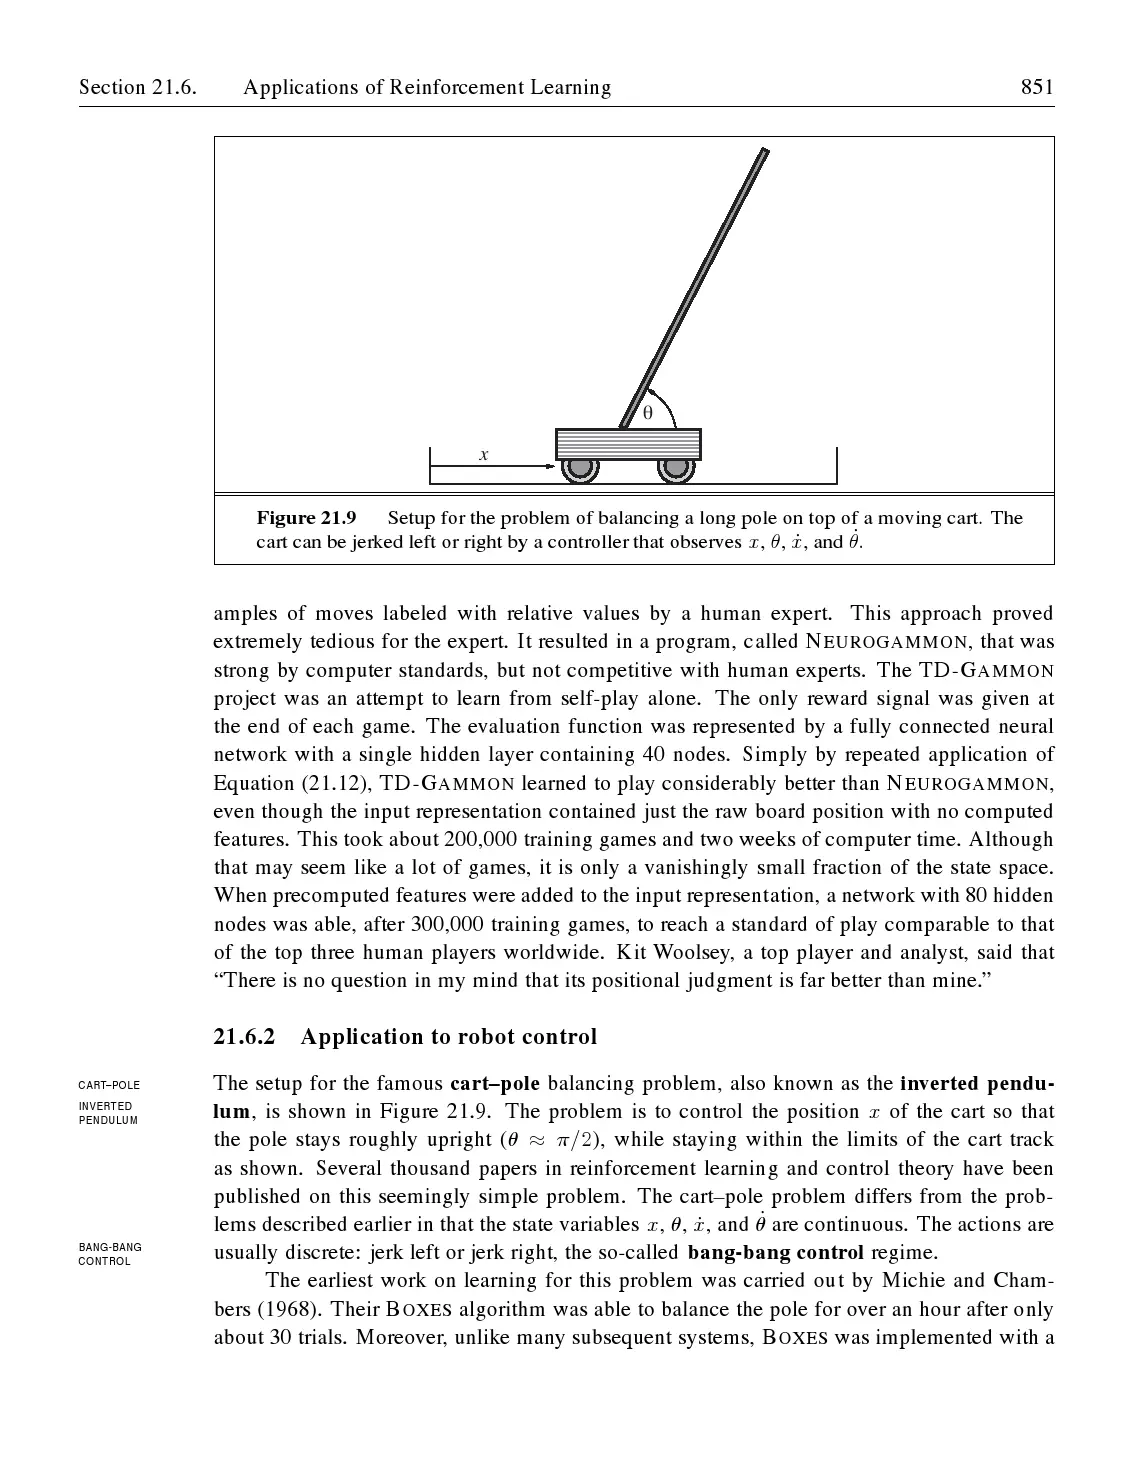 Section 21.6. Applications of Reinforcement Learning 851
θ
x
Figure 21.9 Setup for the problem of balancing a long pole on top of a moving cart. The
cart can be jerked left or right by a controller that observes x, θ, ẋ, and θ̇.
amples of moves labeled with relative values by a human expert. This approach proved
extremely tedious for the expert. It resulted in a program, called NEUROGAMMON, that was
strong by computer standards, but not competitive with human experts. The TD-GAMMON
project was an attempt to learn from self-play alone. The only reward signal was given at
the end of each game. The evaluation function was represented by a fully connected neural
network with a single hidden layer containing 40 nodes. Simply by repeated application of
Equation (21.12), TD-GAMMON learned to play considerably better than NEUROGAMMON,
even though the input representation contained just the raw board position with no computed
features. This took about 200,000 training games and two weeks of computer time. Although
that may seem like a lot of games, it is only a vanishingly small fraction of the state space.
When precomputed features were added to the input representation, a network with 80 hidden
nodes was able, after 300,000 training games, to reach a standard of play comparable to that
of the top three human players worldwide. Kit Woolsey, a top player and analyst, said that
“There is no question in my mind that its positional judgment is far better than mine.”
21.6.2 Application to robot control
CART–POLE
INVERTED
PENDULUM
The setup for the famous cart–pole balancing problem, also known as the inverted pendu-
lum, is shown in Figure 21.9. The problem is to control the position x of the cart so that
the pole stays roughly upright (θ ≈ π/2), while staying within the limits of the cart track
as shown. Several thousand papers in reinforcement learning and control theory have been
published on this seemingly simple problem. The cart–pole problem differs from the prob-
lems described earlier in that the state variables x, θ, ẋ, and θ̇ are continuous. The actions are
BANG-BANG
CONTROL
usually discrete: jerk left or jerk right, the so-called bang-bang control regime.
The earliest work on learning for this problem was carried out by Michie and Cham-
bers (1968). Their BOXES algorithm was able to balance the pole for over an hour after only
about 30 trials. Moreover, unlike many subsequent systems, BOXES was implemented with a